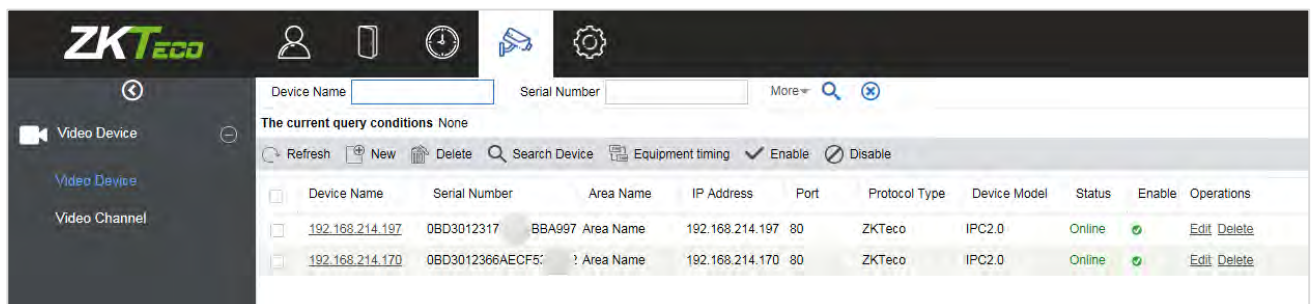 ZKTeco
Device Name Serial Number More
Video Device
The current query conditions None
Refresh New Delete Search Device Equipment timing Enable Disable
Video Device
Video Channel
Device Name Serial Number Area Name IP Address Port Protocol Type Device Model Status Enable Operations
192.168.214.197 0BD3012317 BBA997 Area Name 192.168.214.197 80 ZKTeco IPC2.0 Online Edit Delete
192.168.214.170 0BD3012366AECF5 Area Name 192.168.214.170 80 ZKTeco IPC2.0 Online Edit Delete